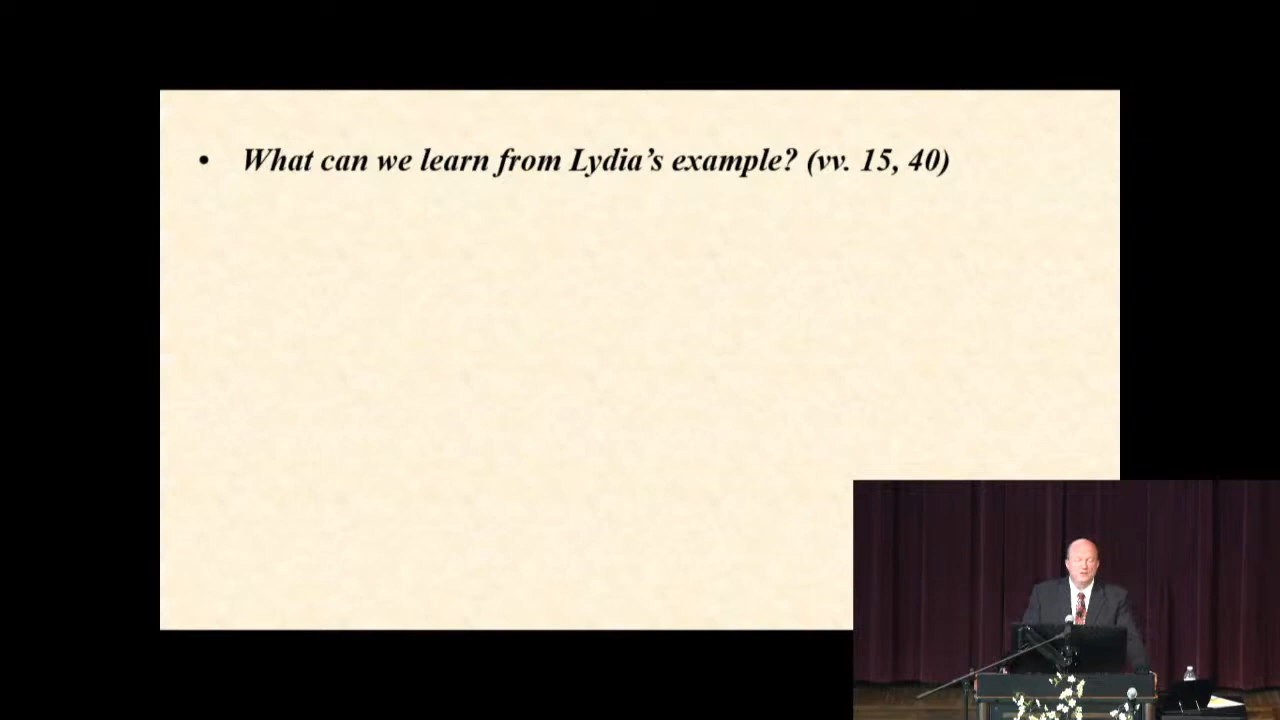 • What can we learn from Lydia’s example? (vv. 15, 40)